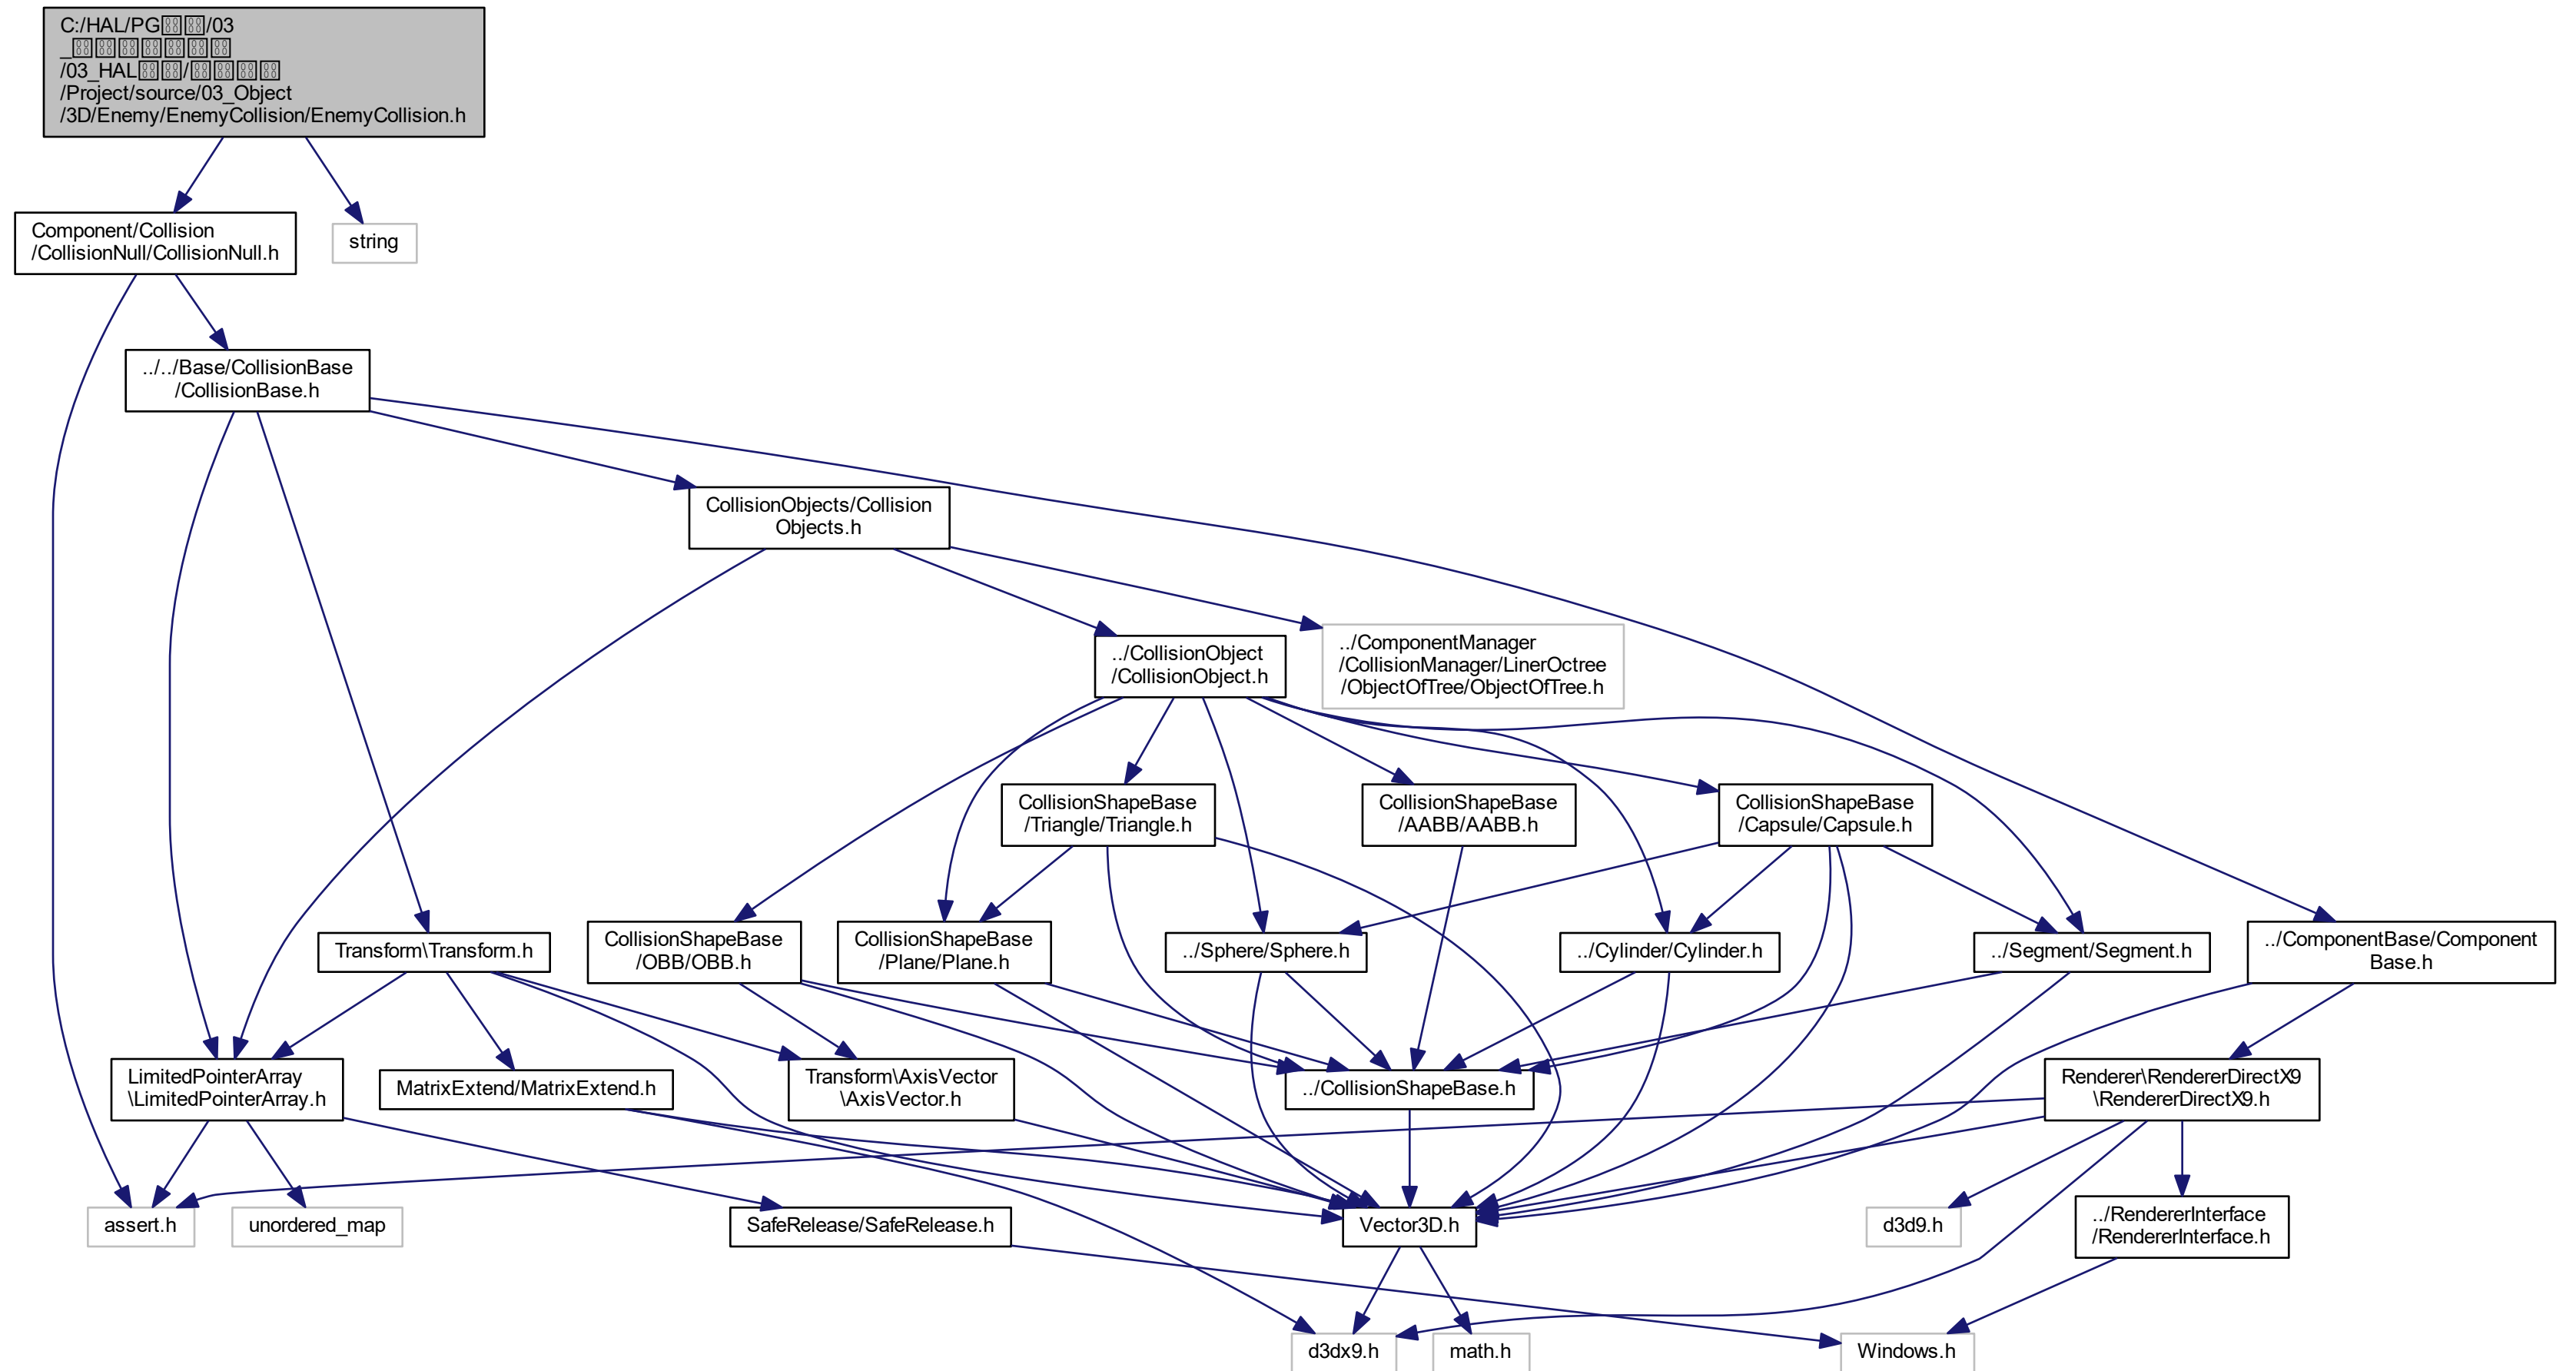 C:/HAL/PG/03
_
/03_HAL/
/Project/source/03_Object
/3D/Enemy/EnemyCollision/EnemyCollision.h
Component/Collision
/CollisionNull/CollisionNull.h
string
../../Base/CollisionBase
/CollisionBase.h
CollisionObjects/Collision
Objects.h
../CollisionObject
/CollisionObject.h
../ComponentManager
/CollisionManager/LinerOctree
/ObjectOfTree/ObjectOfTree.h
CollisionShapeBase
/Triangle/Triangle.h
CollisionShapeBase
/AABB/AABB.h
CollisionShapeBase
/Capsule/Capsule.h
Transform\Transform.h
CollisionShapeBase
/OBB/OBB.h
CollisionShapeBase
/Plane/Plane.h
../Sphere/Sphere.h
../Cylinder/Cylinder.h
../Segment/Segment.h
../ComponentBase/Component
Base.h
LimitedPointerArray
\LimitedPointerArray.h
MatrixExtend/MatrixExtend.h
Transform\AxisVector
\AxisVector.h
../CollisionShapeBase.h
Renderer\RendererDirectX9
\RendererDirectX9.h
assert.h
unordered_map
SafeRelease/SafeRelease.h
Vector3D.h
d3d9.h
../RendererInterface
/RendererInterface.h
d3dx9.h
math.h
Windows.h